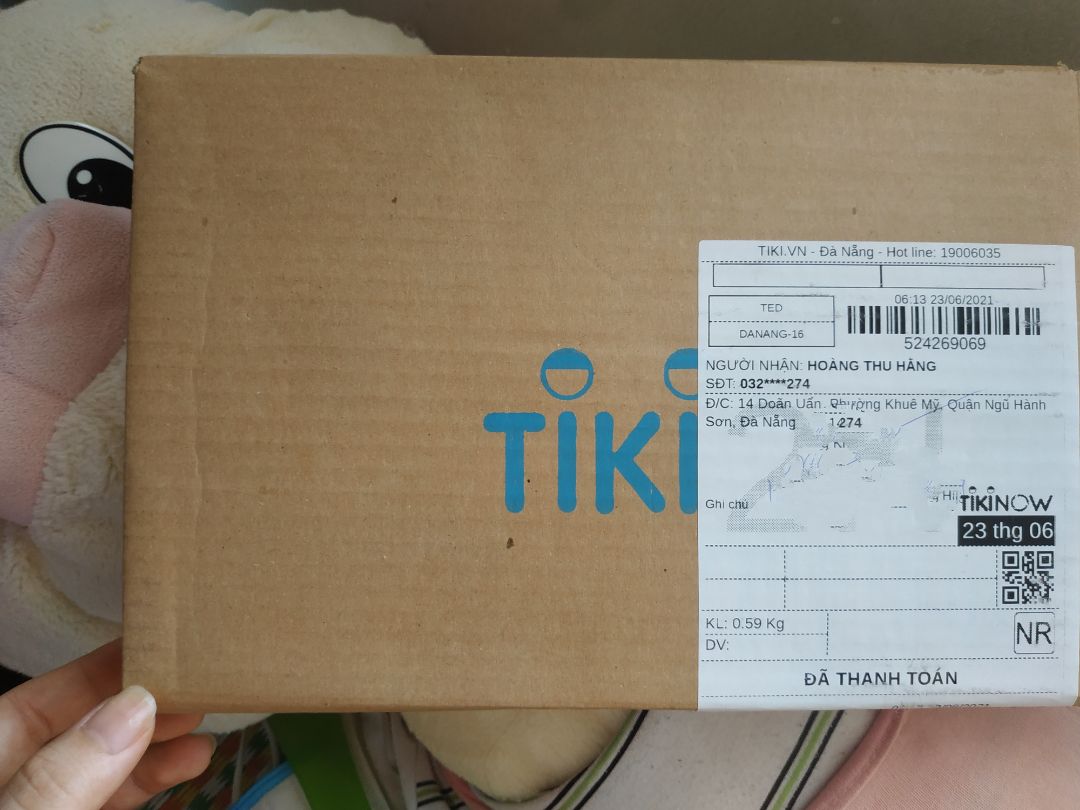 TIKI
TIKI.VN - Đà Nẵng - Hot line: 19006035
TED
DANANG-16
06:13 23/06/2021
524269069
NGƯỜI NHẬN: HOÀNG THU HẰNG
SĐT: 032****274
Đ/C: 14 Doãn Uẩn, Phường Khuê Mỹ, Quận Ngũ Hành
Sơn, Đà Nẵng
274
Ghi chú
TIKINOW
23 thg 06
KL: 0.59 Kg
DV:
NR
ĐÃ THANH TOÁN